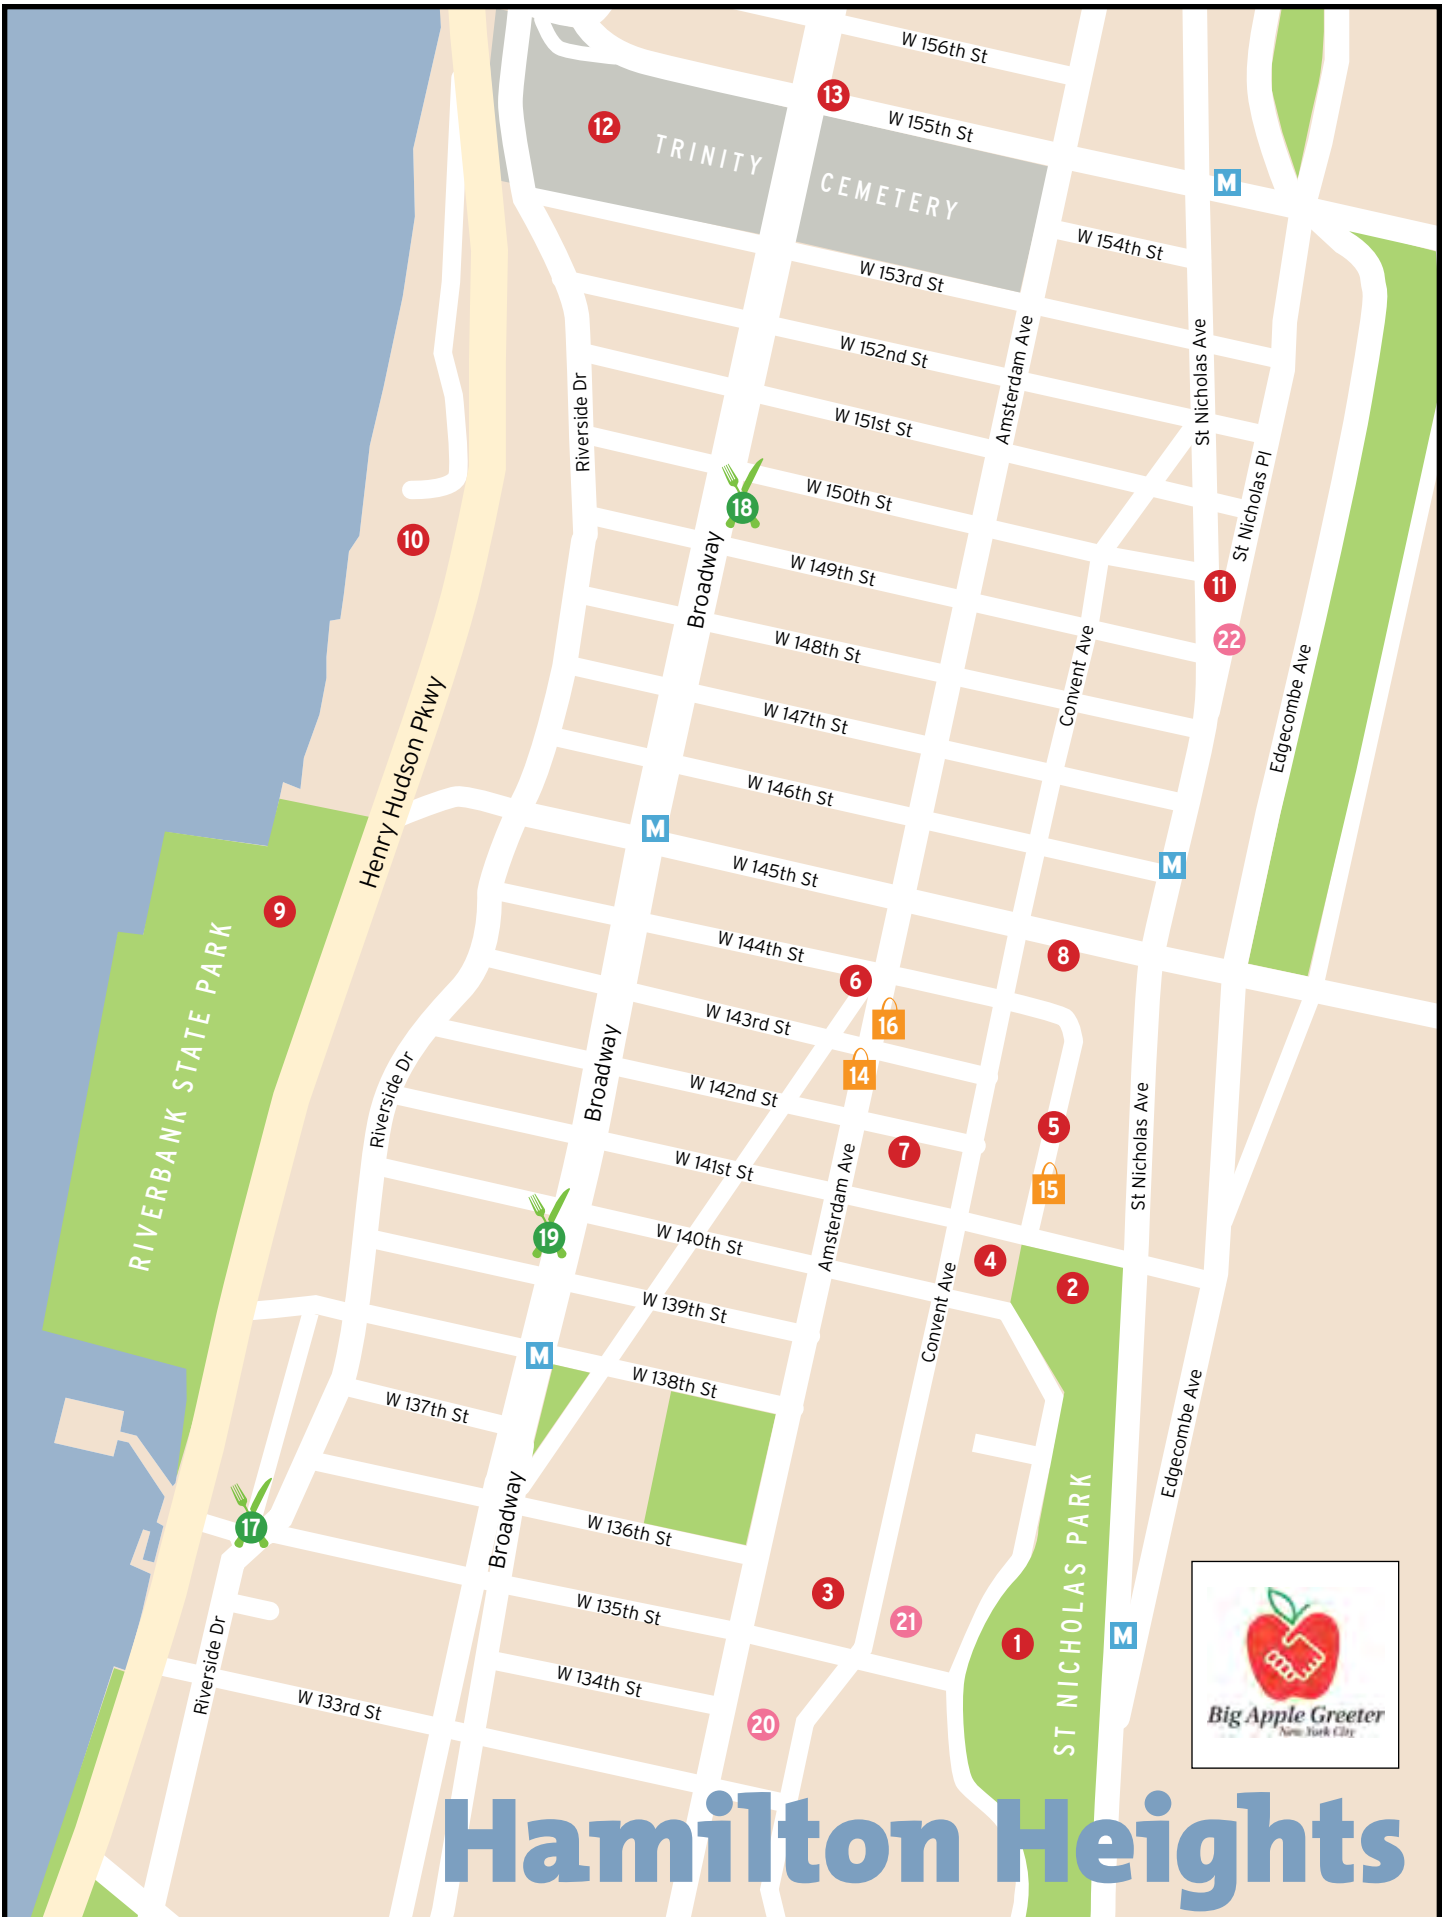 W 156th St
13
W 155th St
12
TRINITY
CEMETERY
M
W 154th St
W 153rd St
W 152nd St
Amsterdam Ave
St Nicholas Ave
Riverside Dr
W 151st St
St Nicholas Pl
W 150th St
18
10
Broadway
W 149th St
11
22
W 148th St
Convent Ave
Edgecombe Ave
W 147th St
Henry Hudson Pkwy
W 146th St
M
M
W 145th St
9
W 144th St
8
6
RIVERBANK STATE PARK
W 143rd St
16
14
Broadway
Riverside Dr
W 142nd St
5
7
St Nicholas Ave
W 141st St
15
Amsterdam Ave
19
W 140th St
4
2
Convent Ave
W 139th St
M
W 138th St
W 137th St
Edgecombe Ave
17
Broadway
W 136th St
ST NICHOLAS PARK
3
W 135th St
21
1
M
Riverside Dr
W 134th St
W 133rd St
20
Big Apple Greeter
New York City
Hamilton Heights